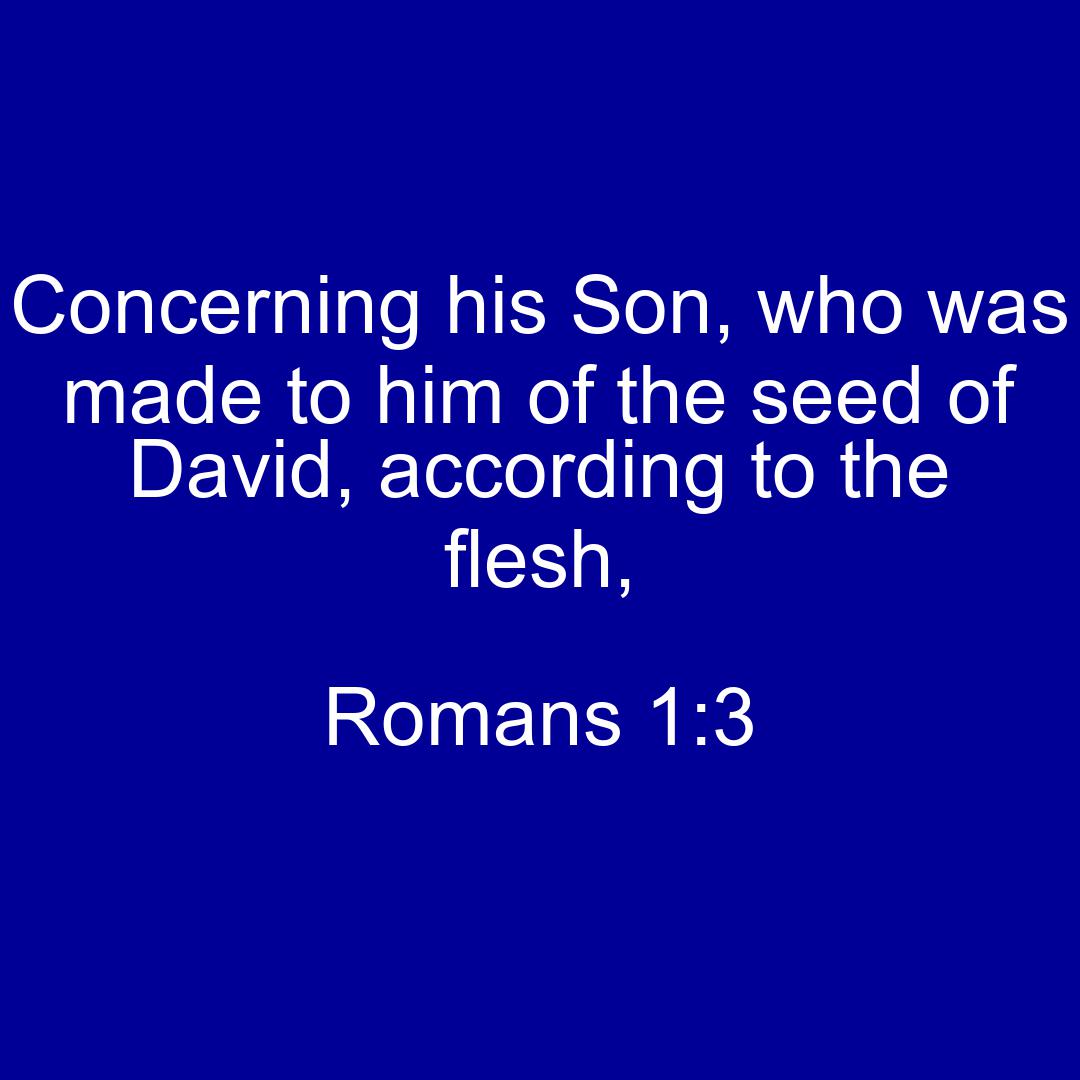 Concerning his Son, who was
made to him of the seed of
David, according to the
flesh,
Romans 1:3